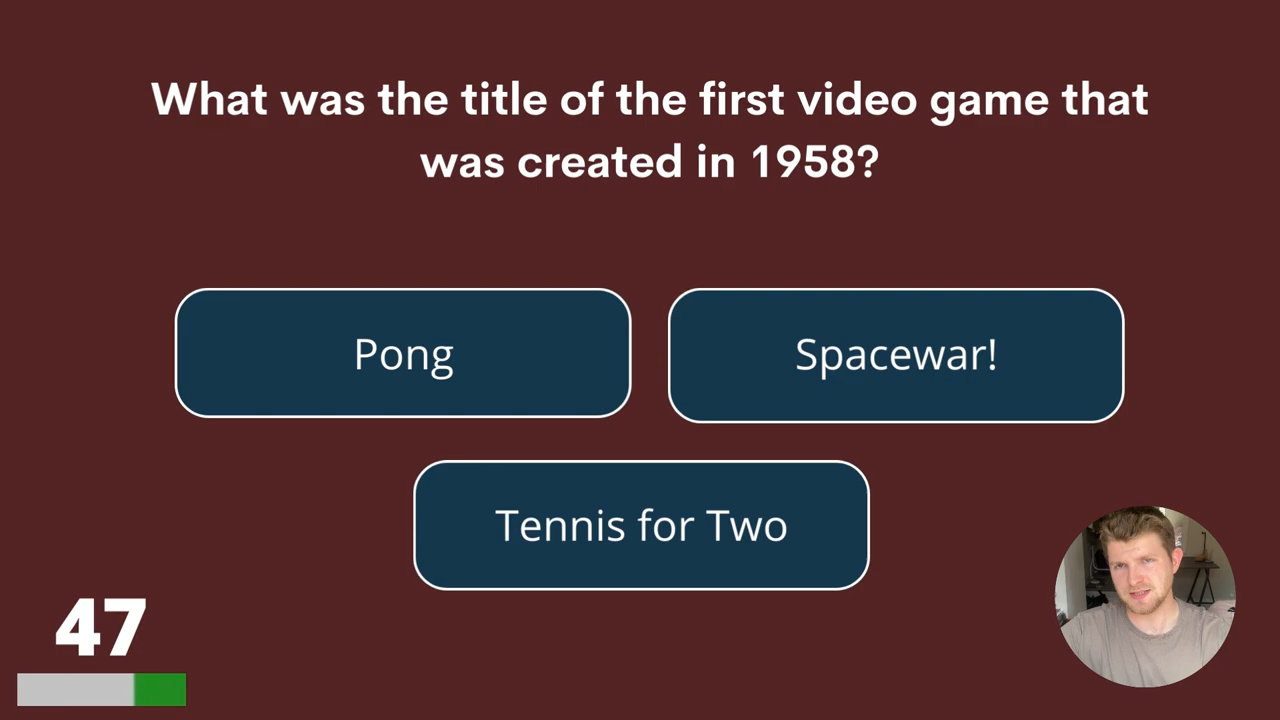 What was the title of the first video game that
was created in 1958?
Pong
Spacewar!
Tennis for Two
47